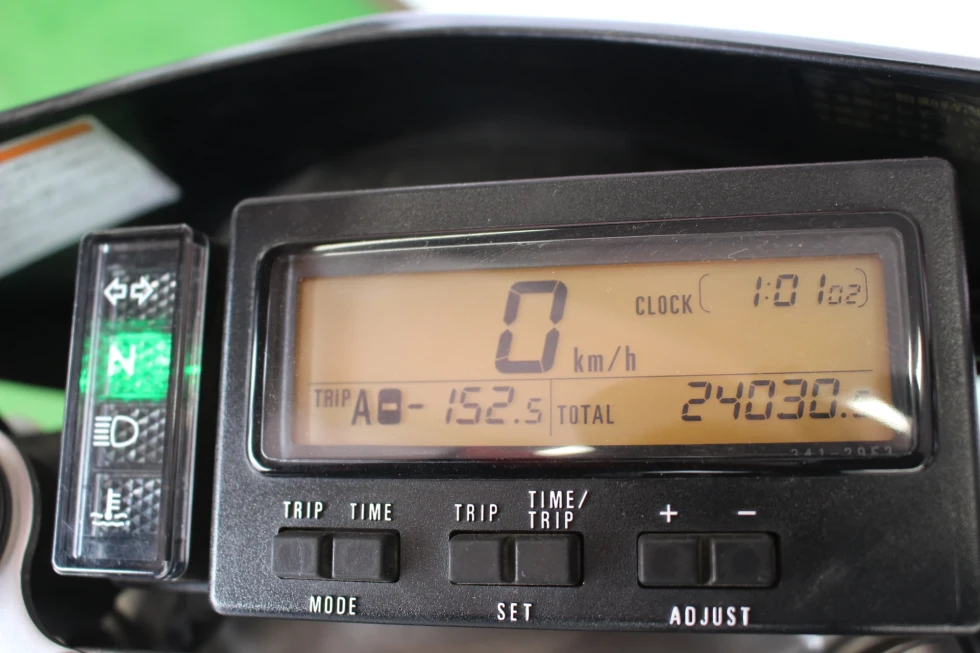 CLOCK 1:01 02
0 km/h
TRIP A - 152.5
TOTAL 24030.
N
TRIP TIME
MODE
TRIP TIME/
TRIP
SET
+ -
ADJUST